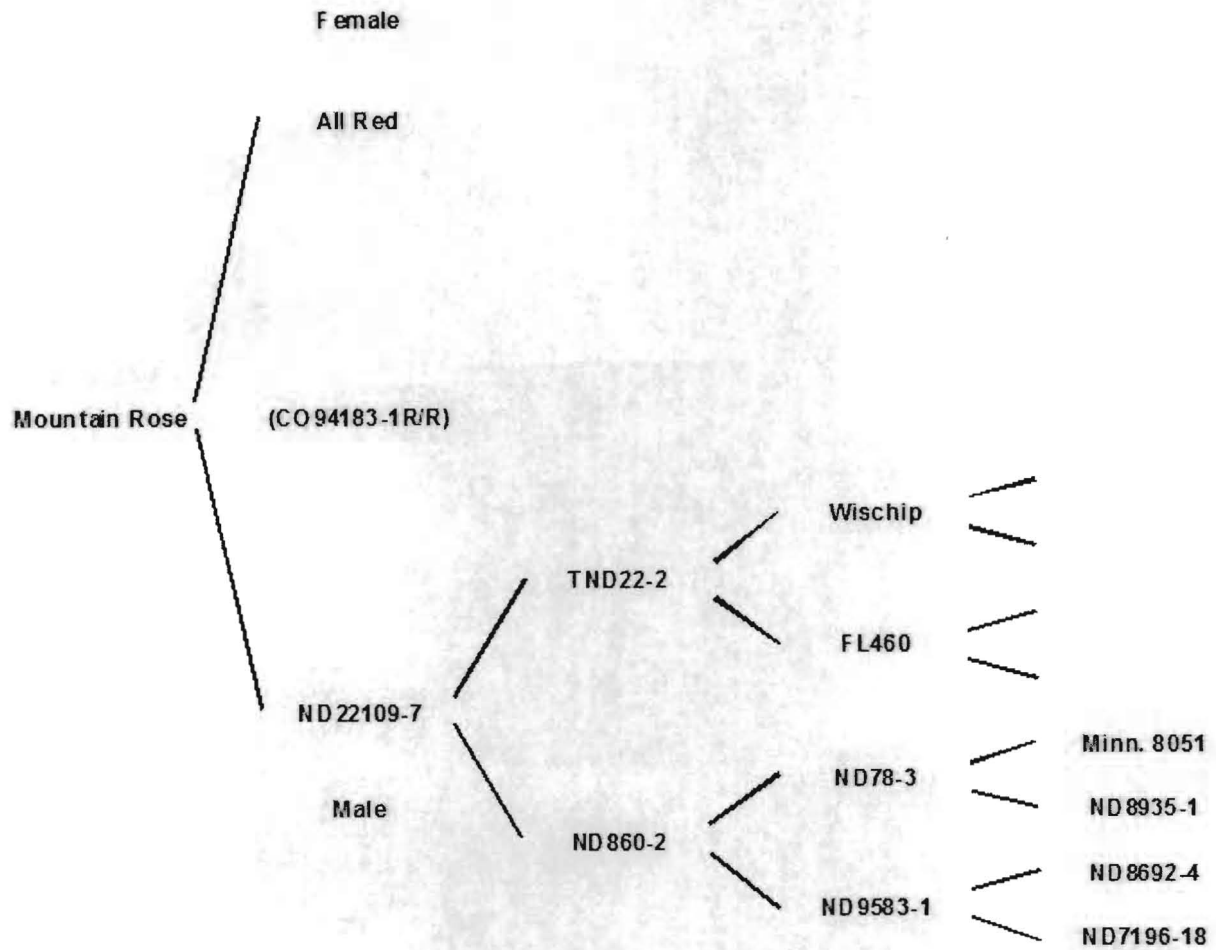 Female
All Red
Mountain Rose (CO94183-1R/R)
Wischip
TND22-2
FL460
ND22109-7
Minn. 8051
ND78-3
Male
ND8935-1
ND860-2
ND8692-4
ND9583-1
ND7196-18